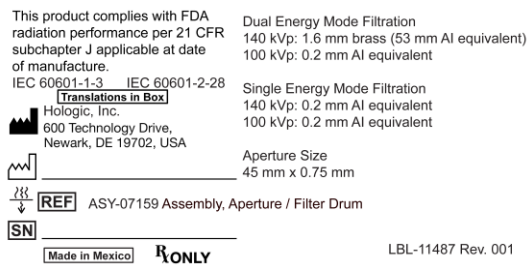 This product complies with FDA
radiation performance per 21 CFR
subchapter J applicable at date
of manufacture.
IEC 60601-1-3 IEC 60601-2-28
Translations in Box
Hologic, Inc.
600 Technology Drive,
Newark, DE 19702, USA
REF ASY-07159 Assembly, Aperture / Filter Drum
SN
Made in Mexico RxONLY
Dual Energy Mode Filtration
140 kVp: 1.6 mm brass (53 mm Al equivalent)
100 kVp: 0.2 mm Al equivalent
Single Energy Mode Filtration
140 kVp: 0.2 mm Al equivalent
100 kVp: 0.2 mm Al equivalent
Aperture Size
45 mm x 0.75 mm
LBL-11487 Rev. 001